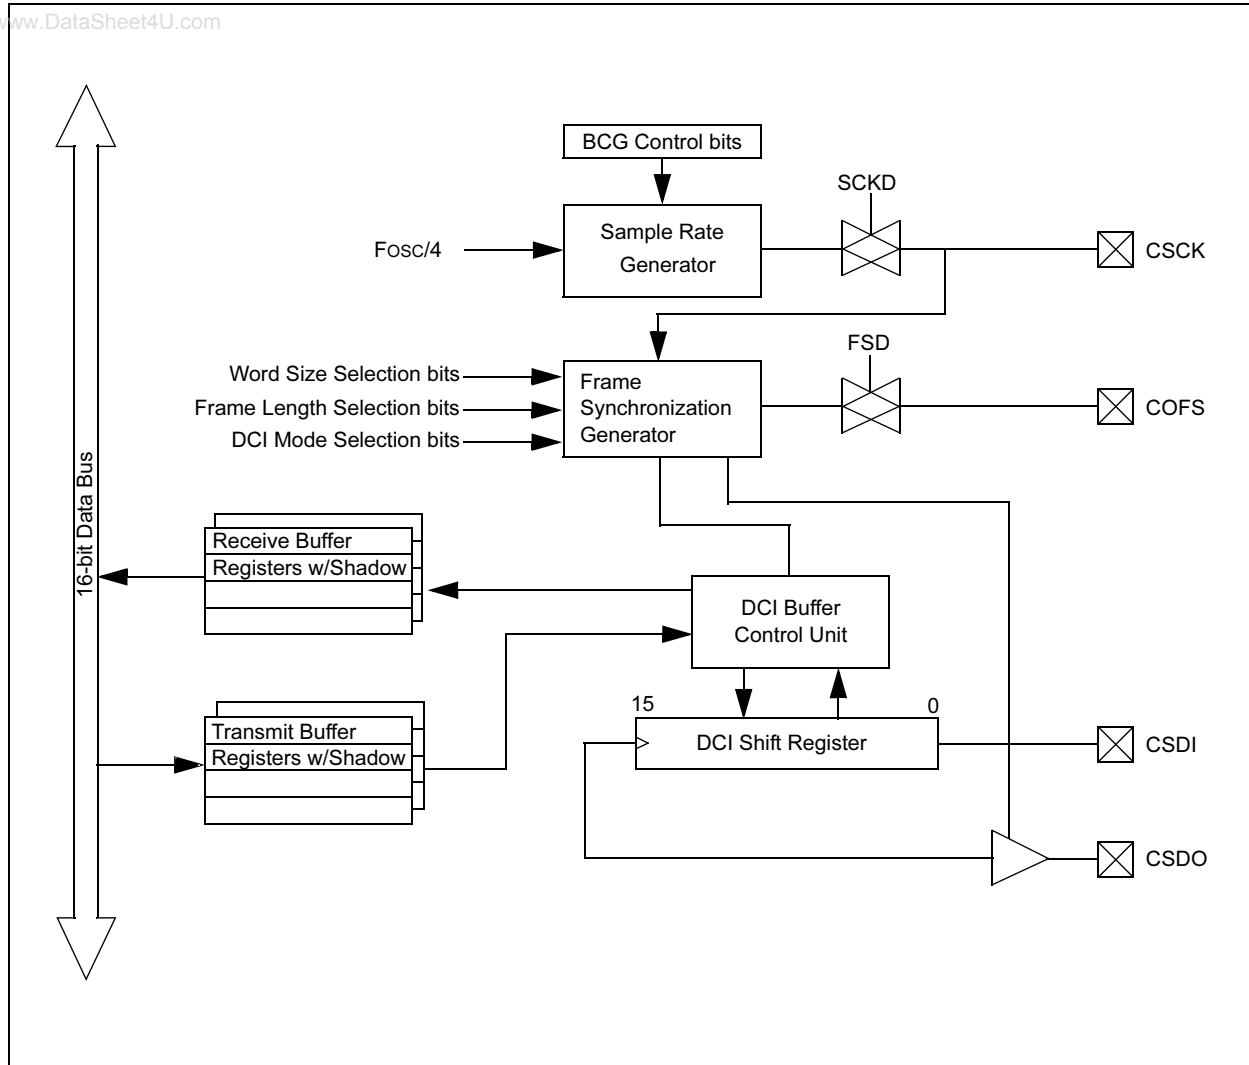 www.DataSheet4U.com
BCG Control bits
SCKD
Sample Rate
Generator
FOSC/4
CSCK
FSD
Word Size Selection bits
Frame Length Selection bits
DCI Mode Selection bits
Frame
Synchronization
Generator
COFS
16-bit Data Bus
Receive Buffer
Registers w/Shadow
DCI Buffer
Control Unit
15
0
Transmit Buffer
Registers w/Shadow
DCI Shift Register
CSDI
CSDO